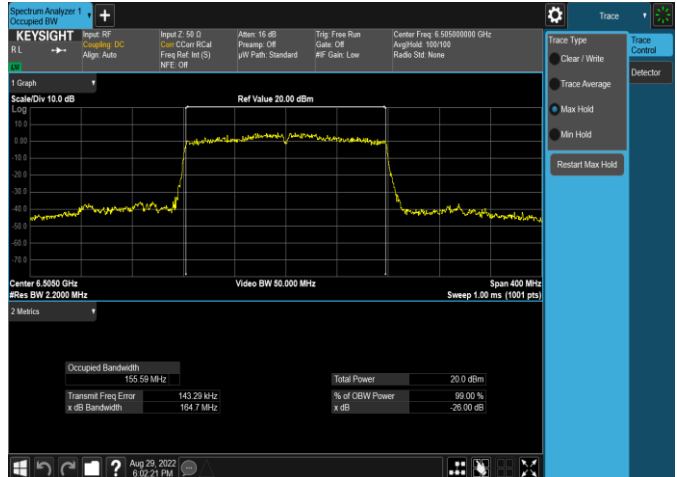 Spectrum Analyzer 1
Occupied BW
Trace
KEYSIGHT
R L
AM
Input: RF
Coupling: DC
Align: Auto
Input Z: 50 Ω
Corr CCorr RCal
Freq Ref: Int (S)
NFE: Off
Atten: 16 dB
Preamp: Off
µW Path: Standard
Trig: Free Run
Gate: Off
#IF Gain: Low
Center Freq: 6.505000000 GHz
Avg|Hold: 100/100
Radio Std: None
Trace Type
Clear / Write
Trace Average
Max Hold
Min Hold
Restart Max Hold
Trace
Control
Detector
1 Graph
Scale/Div 10.0 dB
Ref Value 20.00 dBm
Log
10.0
0.00
-10.0
-20.0
-30.0
-40.0
-50.0
-60.0
-70.0
Center 6.5050 GHz
Video BW 50.000 MHz
Span 400 MHz
#Res BW 2.2000 MHz
Sweep 1.00 ms (1001 pts)
2 Metrics
Occupied Bandwidth
155.59 MHz
Total Power 20.0 dBm
Transmit Freq Error 143.29 kHz
% of OBW Power 99.00 %
x dB Bandwidth 164.7 MHz
x dB -26.00 dB
?
Aug 29, 2022
6:02:21 PM